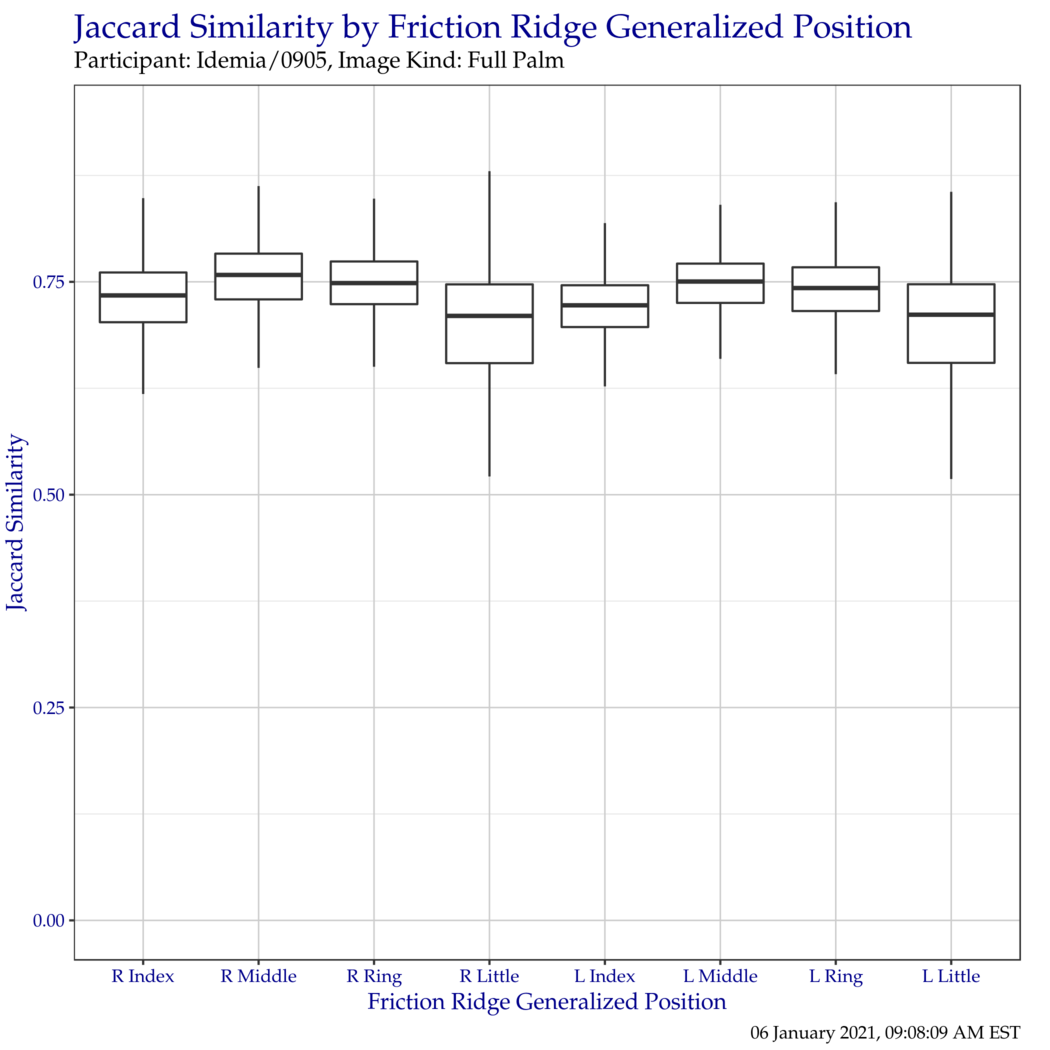 Jaccard Similarity by Friction Ridge Generalized Position
Participant: Idemia/0905, Image Kind: Full Palm
Jaccard Similarity
0.75
0.50
0.25
0.00
R Index R Middle R Ring R Little L Index L Middle L Ring L Little
Friction Ridge Generalized Position
06 January 2021, 09:08:09 AM EST